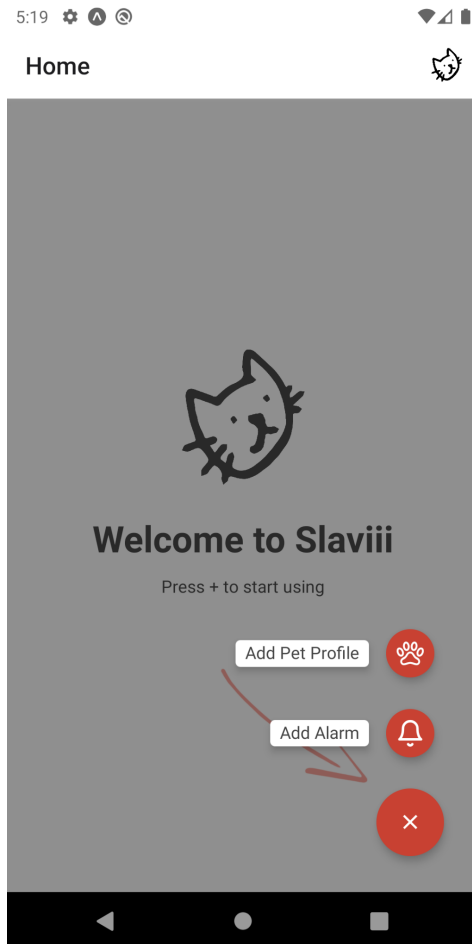 5:19
Home
Welcome to Slaviii
Press + to start using
Add Pet Profile
Add Alarm